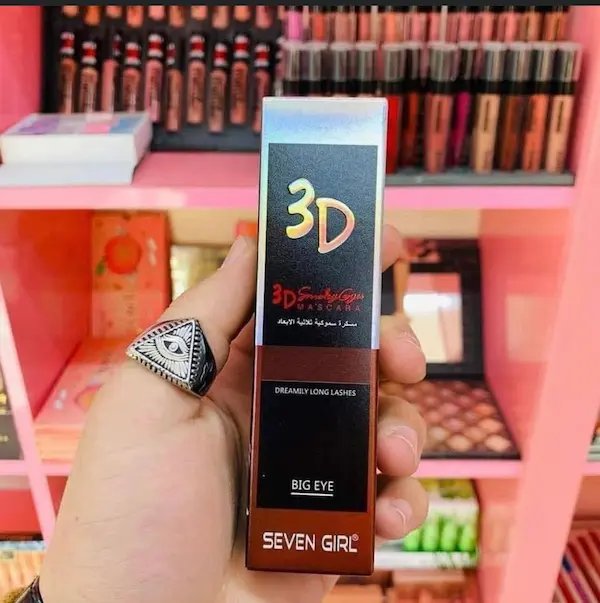 3D
3D Smoky Eyes
MASCARA
مسكرة سموكية ثلاثية الابعاد
DREAMILY LONG LASHES
BIG EYE
SEVEN GIRL®